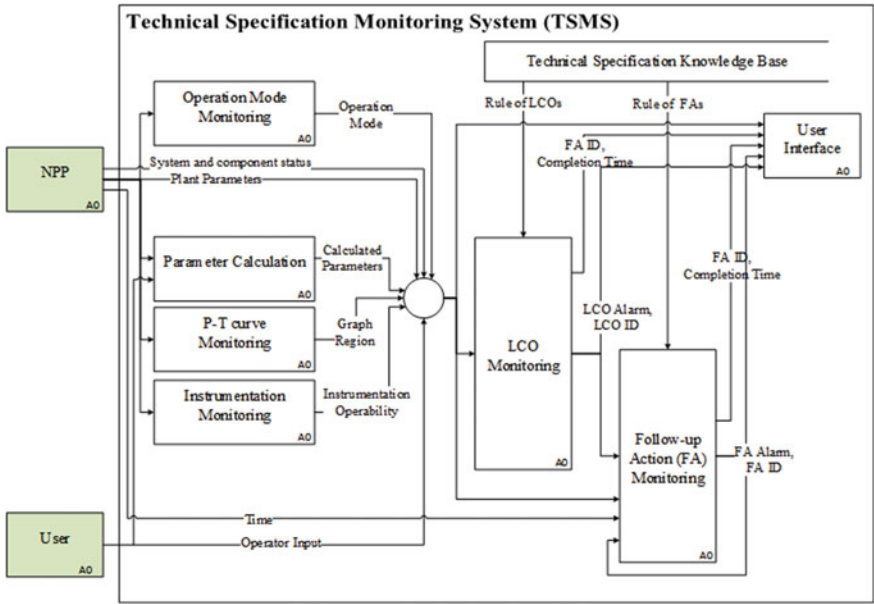 Technical Specification Monitoring System (TSMS)
Technical Specification Knowledge Base
Operation Mode
Monitoring
A0
Operation
Mode
Rule of LCOs
Rule of FAs
User
Interface
A0
FA ID,
Completion Time
NPP
A0
System and component status
Plant Parameters
Parameter Calculation
A0
Calculated
Parameters
FA ID,
Completion Time
P-T curve
Monitoring
A0
Graph
Region
LCO Alarm,
LCO ID
LCO
Monitoring
A0
Instrumentation
Monitoring
A0
Instrumentation
Operability
Follow-up
Action (FA)
Monitoring
A0
FA Alarm,
FA ID
User
A0
Time
Operator Input